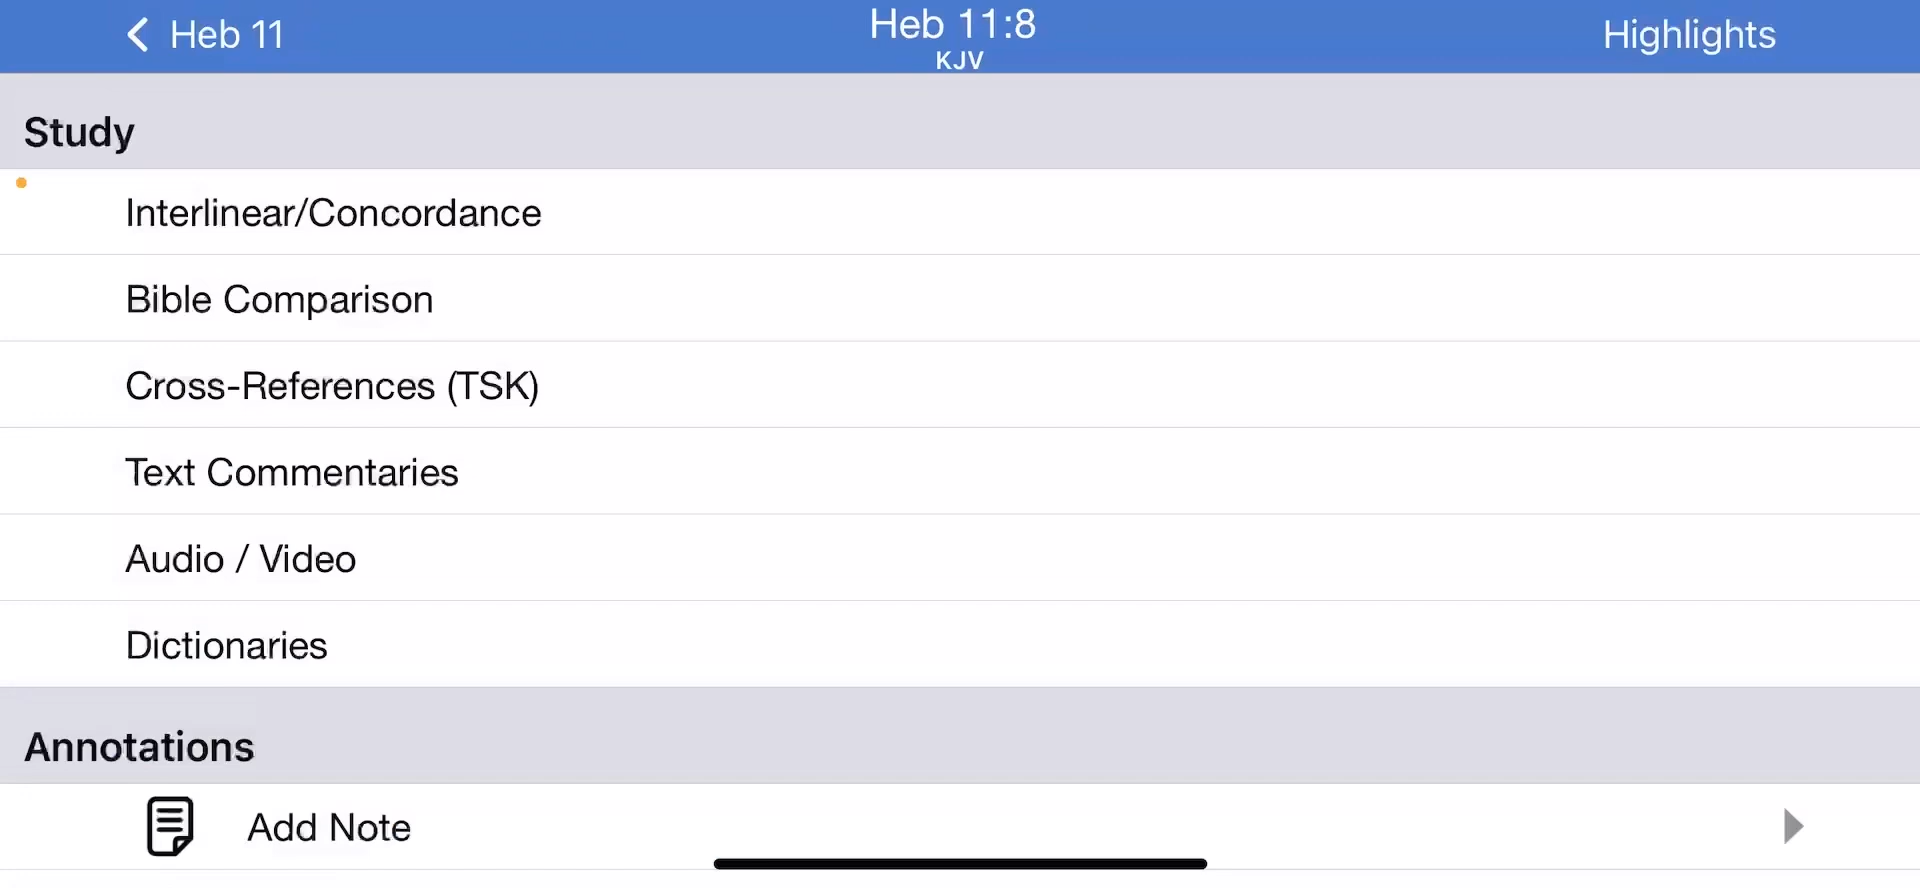 Heb 11
Heb 11:8
KJV
Highlights
Study
Interlinear/Concordance
Bible Comparison
Cross-References (TSK)
Text Commentaries
Audio / Video
Dictionaries
Annotations
Add Note